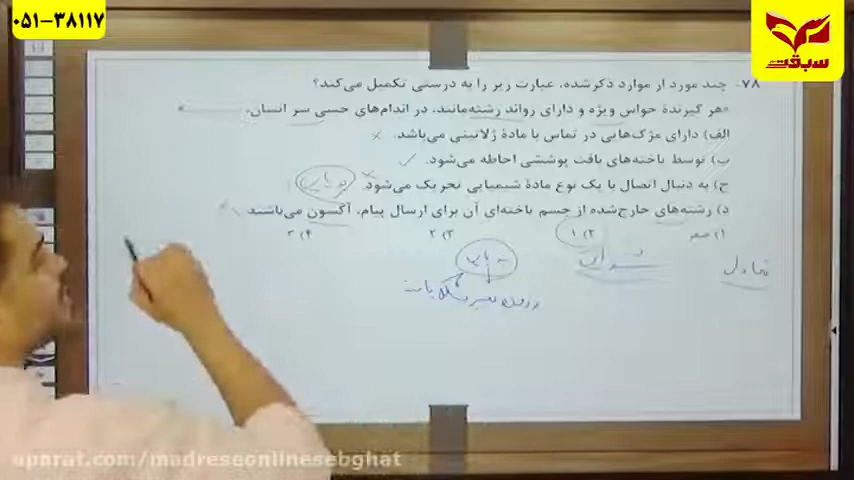 ۰۵۱-۳۸۱۱۷
سبقت
۷۸- چند مورد از موارد ذکرشده، عبارت زیر را به درستی تکمیل می‌کند؟
«هر گیرندهٔ حواس ویژه و دارای زوائد رشته‌مانند، در اندام‌های حسی سر انسان، ............ »
الف) دارای مژک‌هایی در تماس با مادهٔ ژلاتینی می‌باشد.
ب) توسط یاخته‌های بافت پوششی احاطه می‌شود.
ج) به دنبال اتصال با یک نوع مادهٔ شیمیایی تحریک می‌شود.
د) رشته‌های خارج‌شده از جسم یاخته‌ای آن برای ارسال پیام، آکسون می‌باشند.
۱) صفر ۲) ۱ ۳) ۲ ۴) ۳
تعادل
aparat.com/madreseonlinesebghat